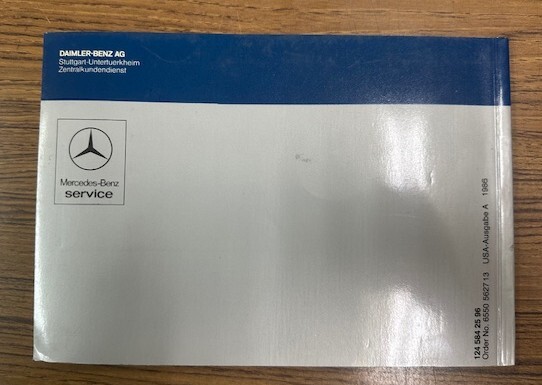 DAIMLER-BENZ AG
Stuttgart-Untertuerkheim
Zentralkundendienst
Mercedes-Benz
service
124 584 25 96
Order No. 6550 5627 13 USA-Ausgabe A 1986